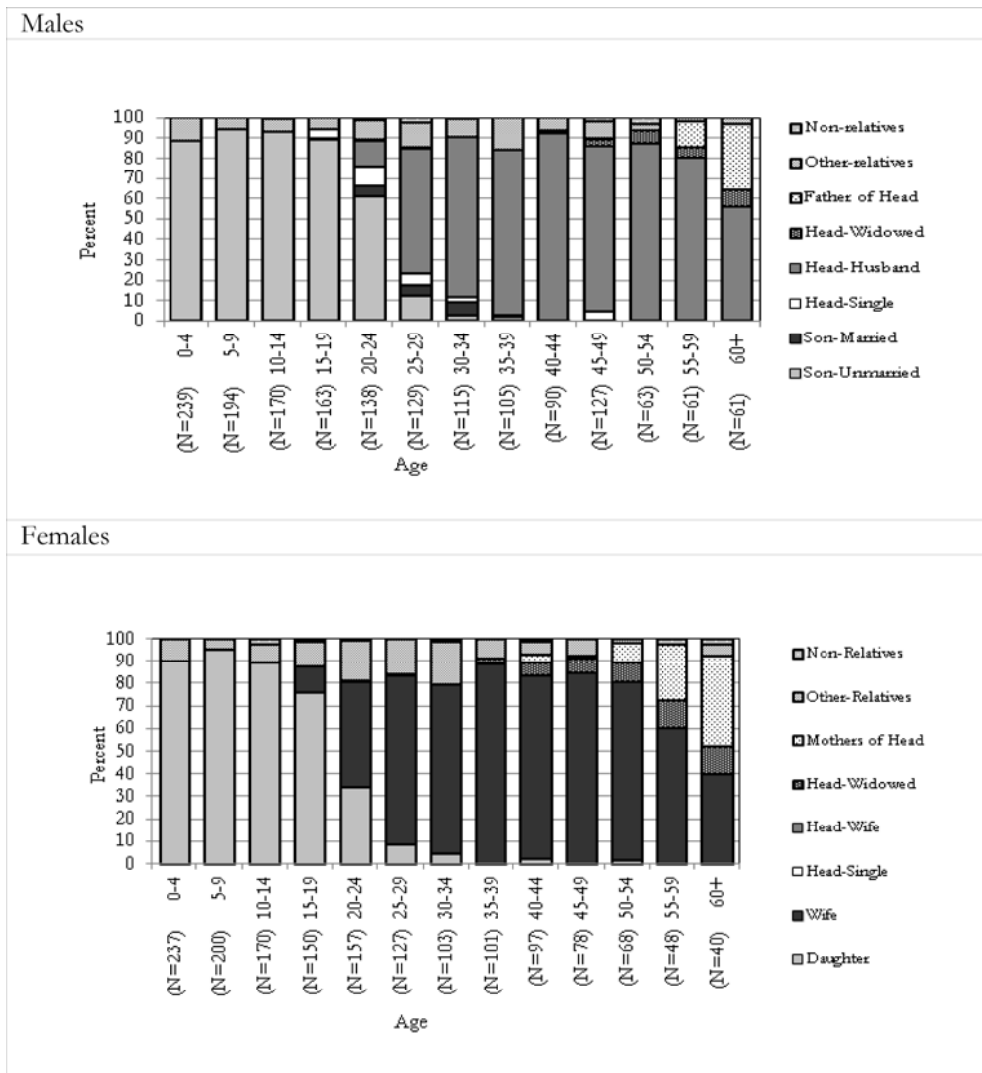 Males
100
90
80
70
60
50
40
30
20
10
0
Percent
0-4
5-9
10-14
15-19
20-24
25-29
30-34
35-39
40-44
45-49
50-54
55-59
60+
(N=239)
(N=194)
(N=170)
(N=163)
(N=138)
(N=129)
(N=115)
(N=105)
(N=90)
(N=127)
(N=63)
(N=61)
(N=61)
Age
Non-relatives
Other-relatives
Father of Head
Head-Widowed
Head-Husband
Head-Single
Son-Married
Son-Unmarried
Females
100
90
80
70
60
50
40
30
20
10
0
Percent
0-4
5-9
10-14
15-19
20-24
25-29
30-34
35-39
40-44
45-49
50-54
55-59
60+
(N=237)
(N=200)
(N=170)
(N=150)
(N=157)
(N=127)
(N=103)
(N=101)
(N=97)
(N=78)
(N=68)
(N=48)
(N=40)
Age
Non-Relatives
Other-Relatives
Mothers of Head
Head-Widowed
Head-Wife
Head-Single
Wife
Daughter